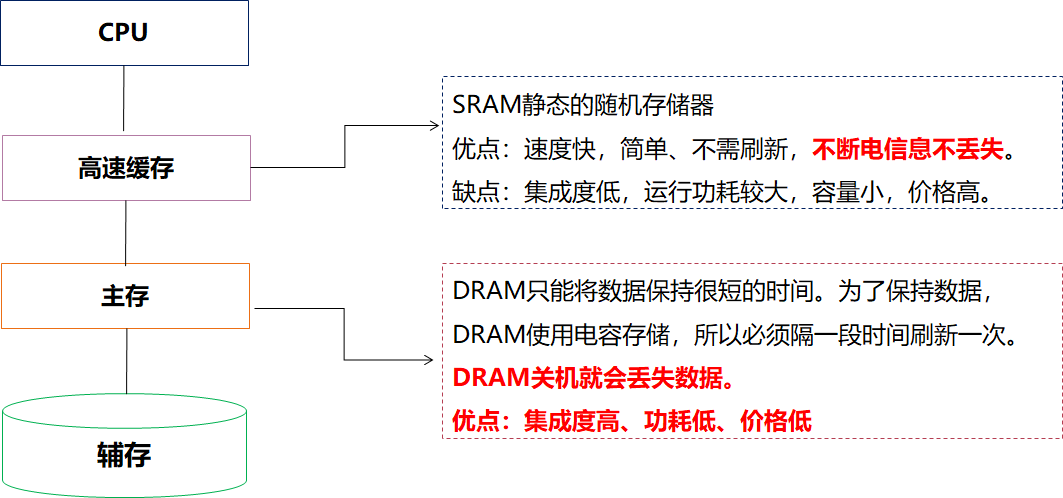 CPU
高速缓存
主存
辅存
SRAM静态的随机存储器
优点：速度快，简单、不需刷新，不断电信息不丢失。
缺点：集成度低，运行功耗较大，容量小，价格高。
DRAM只能将数据保持很短的时间。为了保持数据，
DRAM使用电容存储，所以必须隔一段时间刷新一次。
DRAM关机就会丢失数据。
优点：集成度高、功耗低、价格低